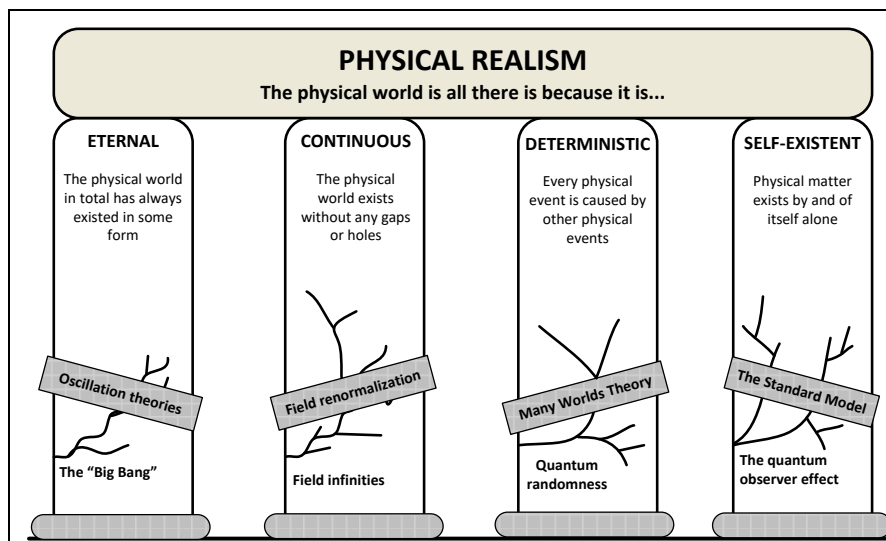 PHYSICAL REALISM
The physical world is all there is because it is...
ETERNAL
The physical world
in total has always
existed in some
form
Oscillation theories
The “Big Bang”
CONTINUOUS
The physical
world exists
without any gaps
or holes
Field renormalization
Field infinities
DETERMINISTIC
Every physical
event is caused by
other physical
events
Many Worlds Theory
Quantum
randomness
SELF-EXISTENT
Physical matter
exists by and of
itself alone
The Standard Model
The quantum
observer effect